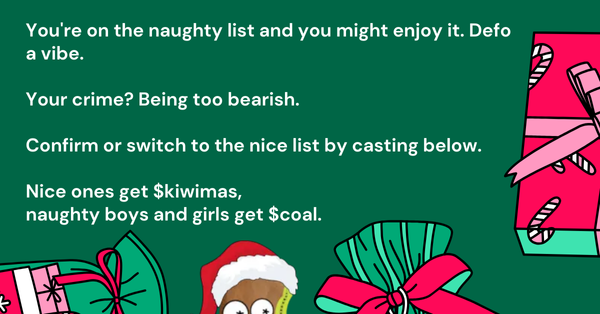 You're on the naughty list and you might enjoy it. Defo
a vibe.
Your crime? Being too bearish.
Confirm or switch to the nice list by casting below.
Nice ones get $kiwimas,
naughty boys and girls get $coal.